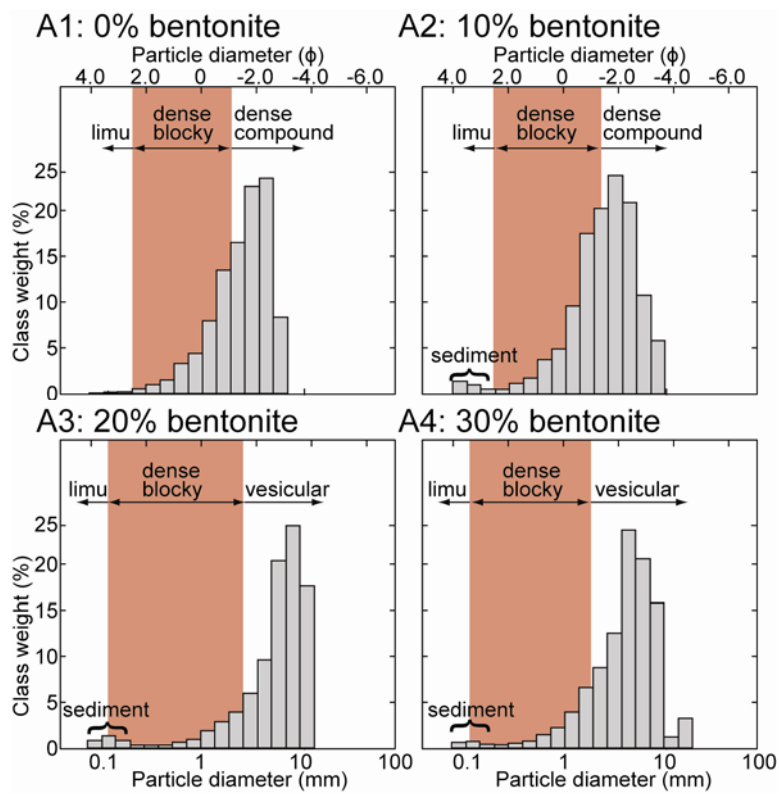 A1: 0% bentonite
Particle diameter (ϕ)
4.0 2.0 0 -2.0 -4.0 -6.0
limu
dense
blocky
dense
compound
Class weight (%)
25
20
15
10
5
0
A2: 10% bentonite
Particle diameter (ϕ)
4.0 2.0 0 -2.0 -4.0 -6.0
limu
dense
blocky
dense
compound
sediment
A3: 20% bentonite
limu
dense
blocky
vesicular
Class weight (%)
25
20
15
10
5
0
sediment
0.1 1 10 100
Particle diameter (mm)
A4: 30% bentonite
limu
dense
blocky
vesicular
sediment
0.1 1 10 100
Particle diameter (mm)